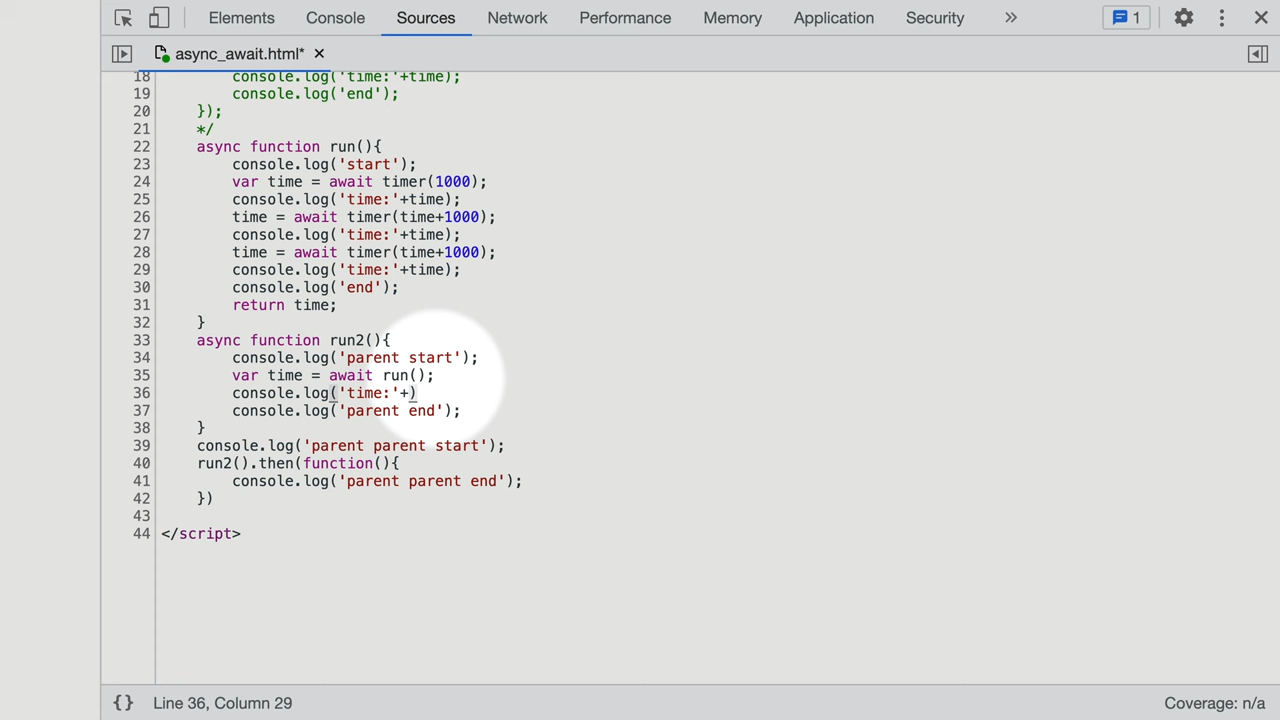 Elements Console Sources Network Performance Memory Application Security » 1
async_await.html*
18 console.log('time:'+time);
19 console.log('end');
20 });
21 */
22 async function run(){
23 console.log('start');
24 var time = await timer(1000);
25 console.log('time:'+time);
26 time = await timer(time+1000);
27 console.log('time:'+time);
28 time = await timer(time+1000);
29 console.log('time:'+time);
30 console.log('end');
31 return time;
32 }
33 async function run2(){
34 console.log('parent start');
35 var time = await run();
36 console.log('time:'+)
37 console.log('parent end');
38 }
39 console.log('parent parent start');
40 run2().then(function(){
41 console.log('parent parent end');
42 })
43
44 </script>
{} Line 36, Column 29 Coverage: n/a